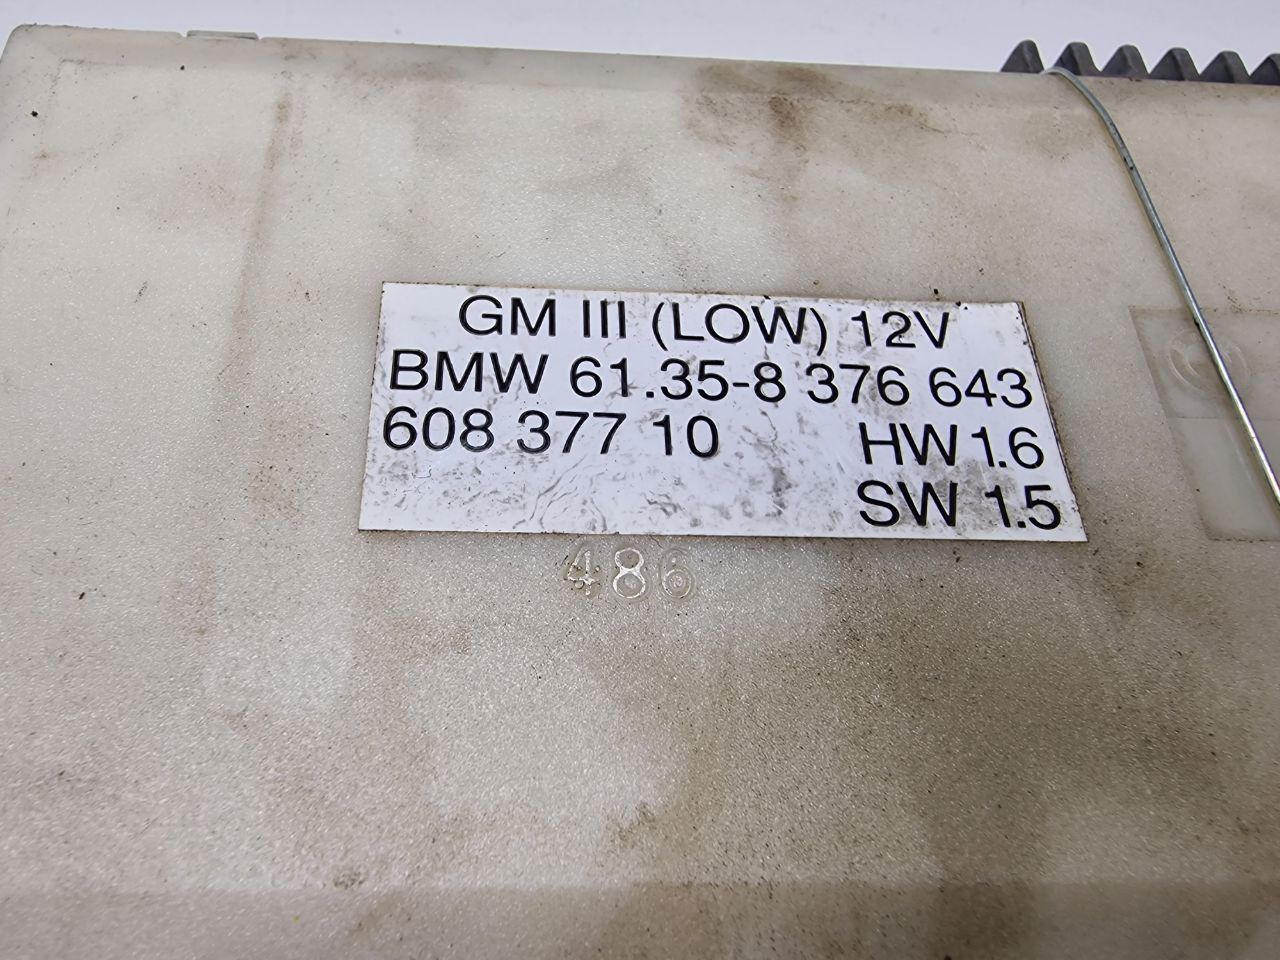 GM III (LOW) 12V
BMW 61.35-8 376 643
608 377 10 HW 1.6
SW 1.5
486